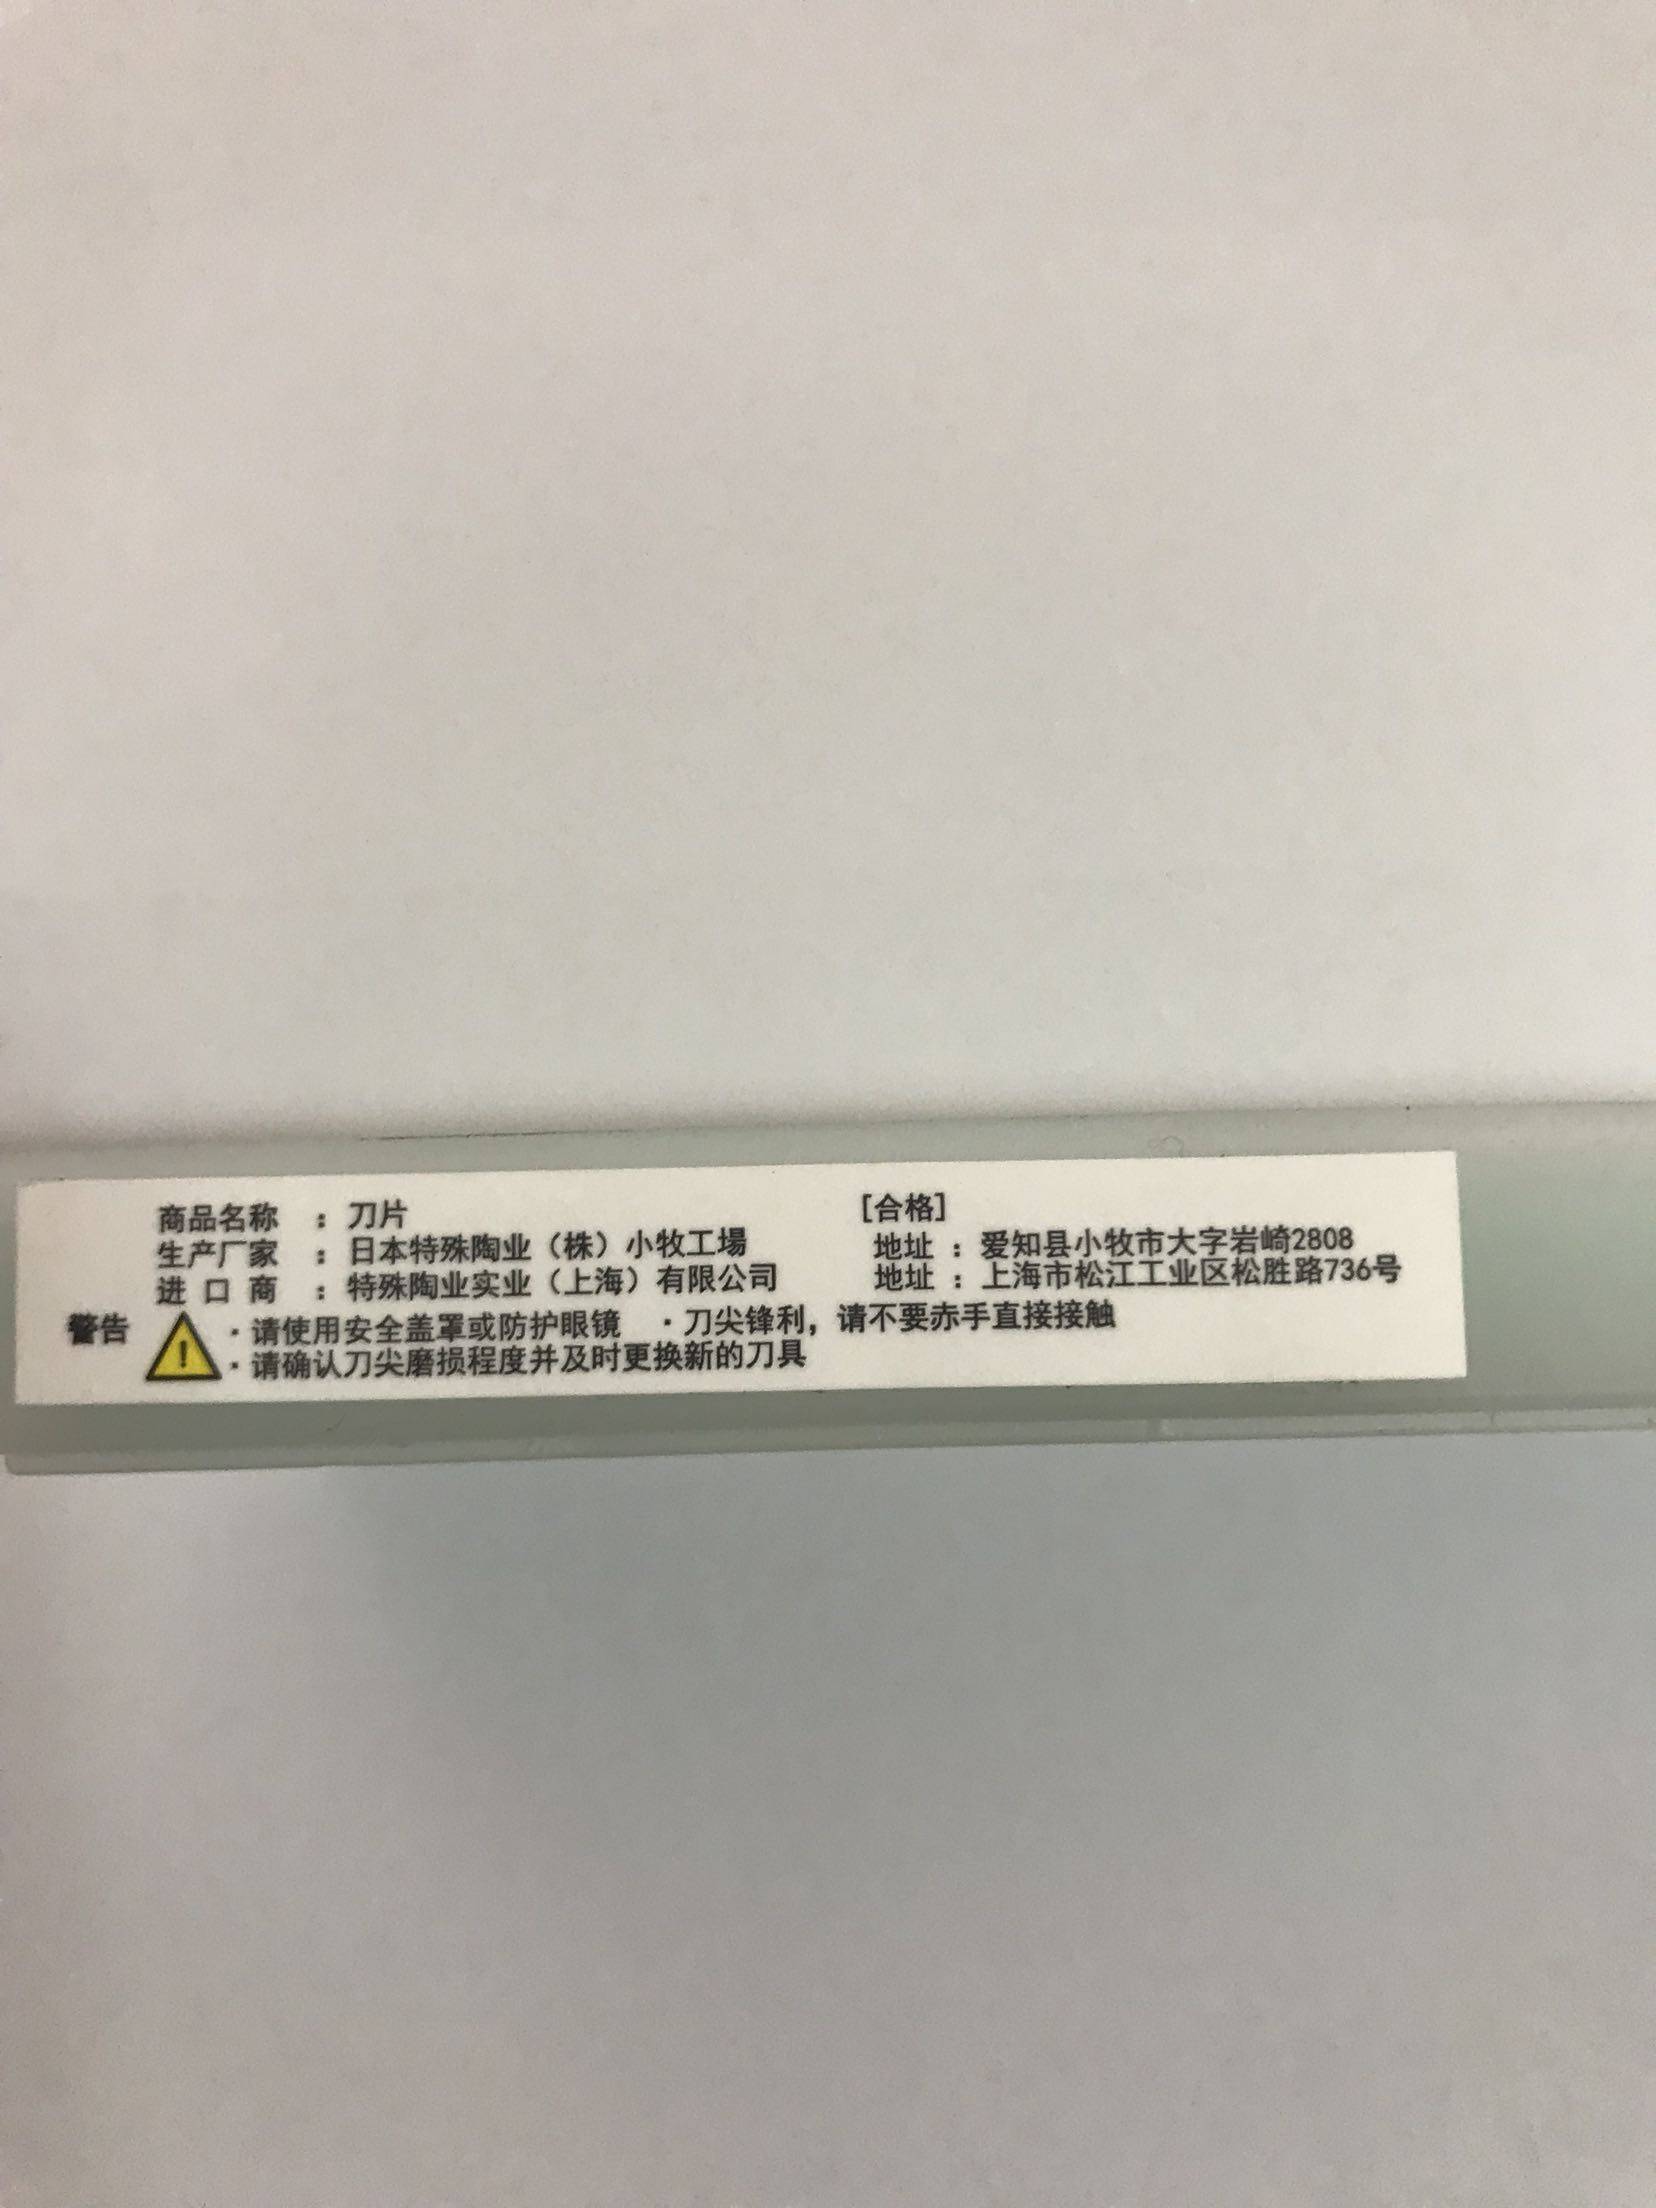 商品名称 : 刀片 [合格]
生产厂家 : 日本特殊陶业（株）小牧工場 地址 : 爱知县小牧市大字岩崎2808
进口商 : 特殊陶业实业（上海）有限公司 地址 : 上海市松江工业区松胜路736号
警告 ! ・请使用安全盖罩或防护眼镜 ・刀尖锋利，请不要赤手直接接触
・请确认刀尖磨损程度并及时更换新的刀具